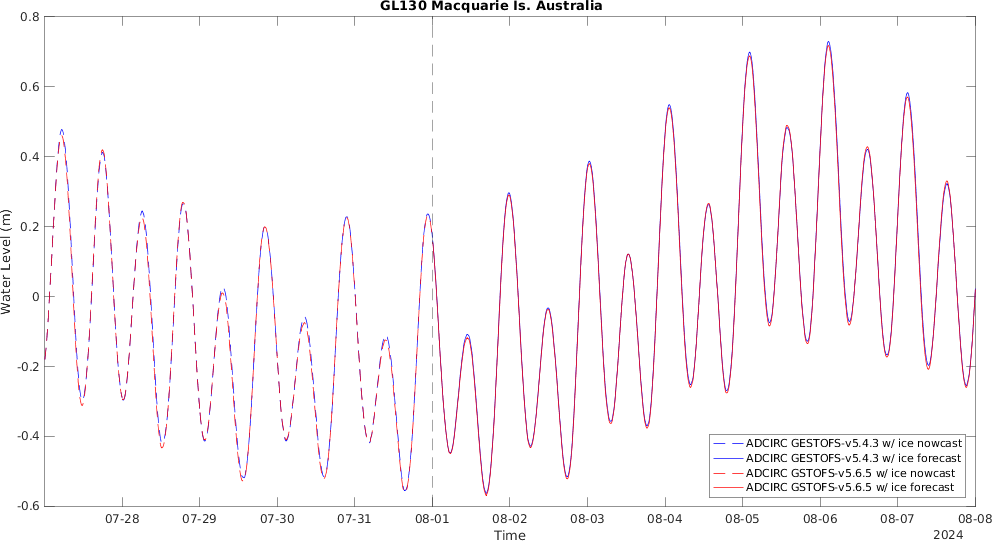 GL130 Macquarie Is. Australia
0.8
0.6
0.4
0.2
0
-0.2
-0.4
-0.6
Water Level (m)
ADCIRC GESTOFS-v5.4.3 w/ ice nowcast
ADCIRC GESTOFS-v5.4.3 w/ ice forecast
ADCIRC GSTOFS-v5.6.5 w/ ice nowcast
ADCIRC GSTOFS-v5.6.5 w/ ice forecast
07-28 07-29 07-30 07-31 08-01 08-02 08-03 08-04 08-05 08-06 08-07 08-08
Time
2024